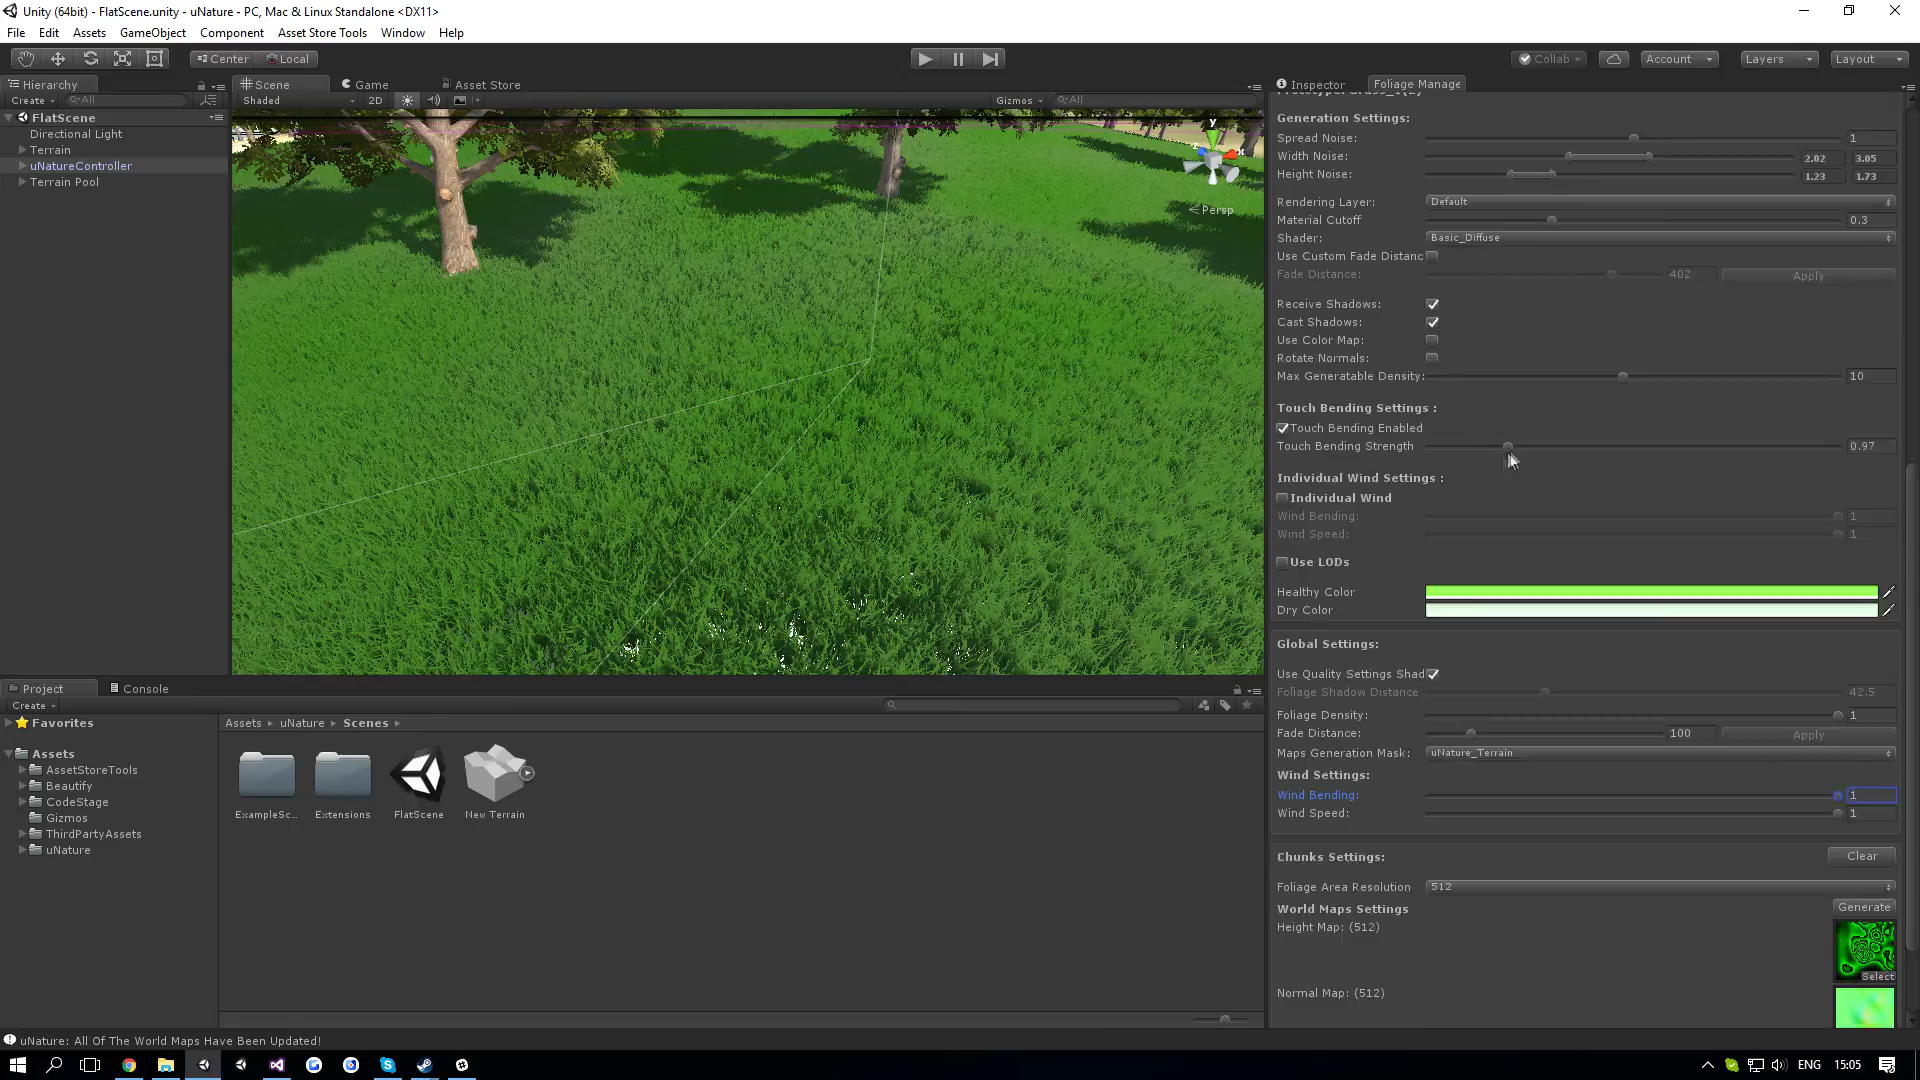 Unity (64bit) - FlatScene.unity - uNature - PC, Mac & Linux Standalone <DX11>
File Edit Assets GameObject Component Asset Store Tools Window Help
Center Local Collab Account Layers Layout
Hierarchy Scene Game Asset Store Inspector Foliage Manage
Create All Shaded 2D Gizmos All
FlatScene
Directional Light
Terrain
uNatureController
Terrain Pool
y
x
Persp
Generation Settings:
Spread Noise: 1
Width Noise: 2.02 3.05
Height Noise: 1.23 1.73
Rendering Layer: Default
Material Cutoff 0.3
Shader: Basic_Diffuse
Use Custom Fade Distanc
Fade Distance: 402 Apply
Receive Shadows:
Cast Shadows:
Use Color Map:
Rotate Normals:
Max Generatable Density: 10
Touch Bending Settings :
Touch Bending Enabled
Touch Bending Strength 0.97
Individual Wind Settings :
Individual Wind
Wind Bending: 1
Wind Speed: 1
Use LODs
Healthy Color
Dry Color
Global Settings:
Use Quality Settings Shad
Foliage Shadow Distance 42.5
Foliage Density: 1
Fade Distance: 100 Apply
Maps Generation Mask: uNature_Terrain
Wind Settings:
Wind Bending: 1
Wind Speed: 1
Chunks Settings: Clear
Foliage Area Resolution 512
World Maps Settings Generate
Height Map: (512)
Select
Normal Map: (512)
Project Console
Create
Favorites
Assets
AssetStoreTools
Beautify
CodeStage
Gizmos
ThirdPartyAssets
uNature
Assets uNature Scenes
ExampleSc... Extensions FlatScene New Terrain
uNature: All Of The World Maps Have Been Updated!
ENG 15:05